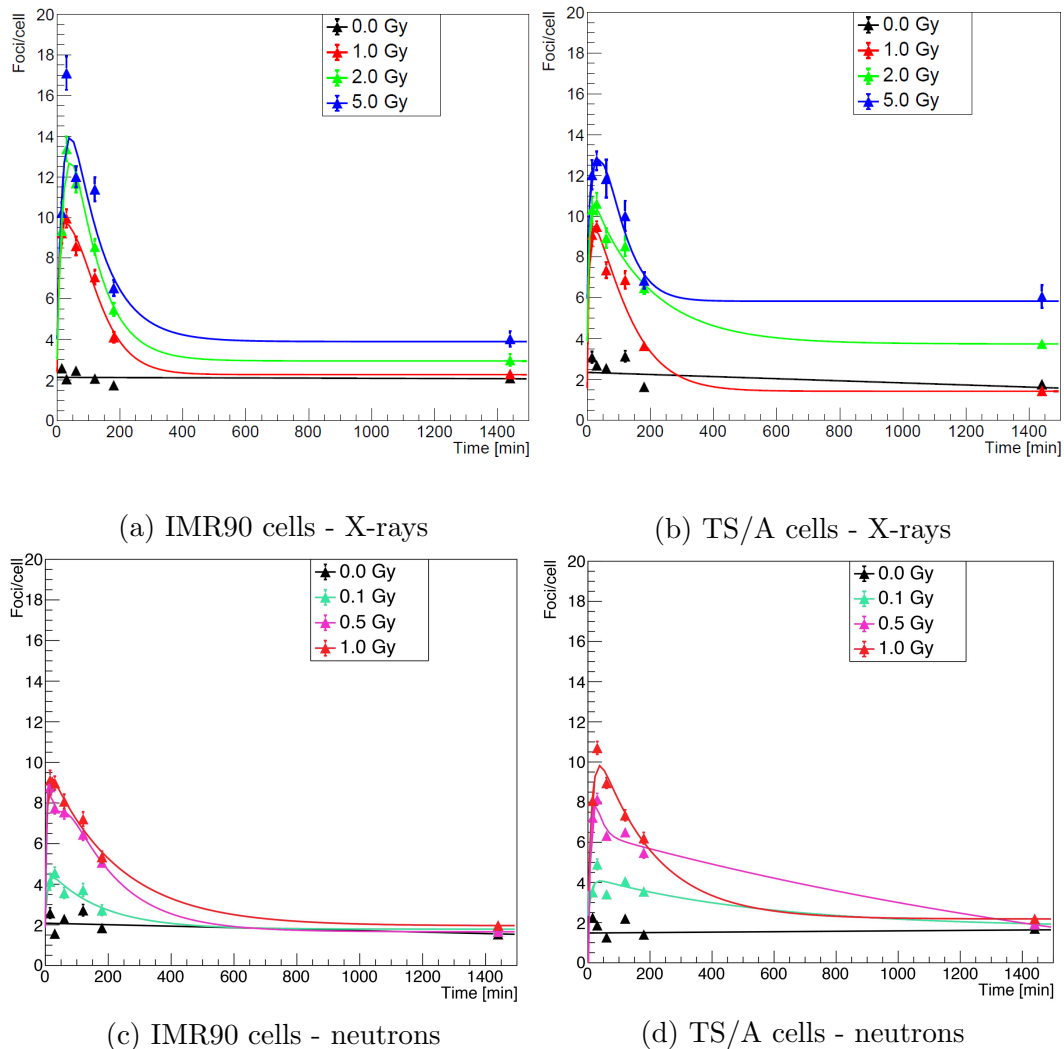 Foci/cell
20
18
16
14
12
10
8
6
4
2
0
0.0 Gy
1.0 Gy
2.0 Gy
5.0 Gy
0 200 400 600 800 1000 1200 1400
Time [min]
(a) IMR90 cells - X-rays
Foci/cell
20
18
16
14
12
10
8
6
4
2
0
0.0 Gy
1.0 Gy
2.0 Gy
5.0 Gy
0 200 400 600 800 1000 1200 1400
Time [min]
(b) TS/A cells - X-rays
Foci/cell
20
18
16
14
12
10
8
6
4
2
0
0.0 Gy
0.1 Gy
0.5 Gy
1.0 Gy
0 200 400 600 800 1000 1200 1400
Time [min]
(c) IMR90 cells - neutrons
Foci/cell
20
18
16
14
12
10
8
6
4
2
0
0.0 Gy
0.1 Gy
0.5 Gy
1.0 Gy
0 200 400 600 800 1000 1200 1400
Time [min]
(d) TS/A cells - neutrons